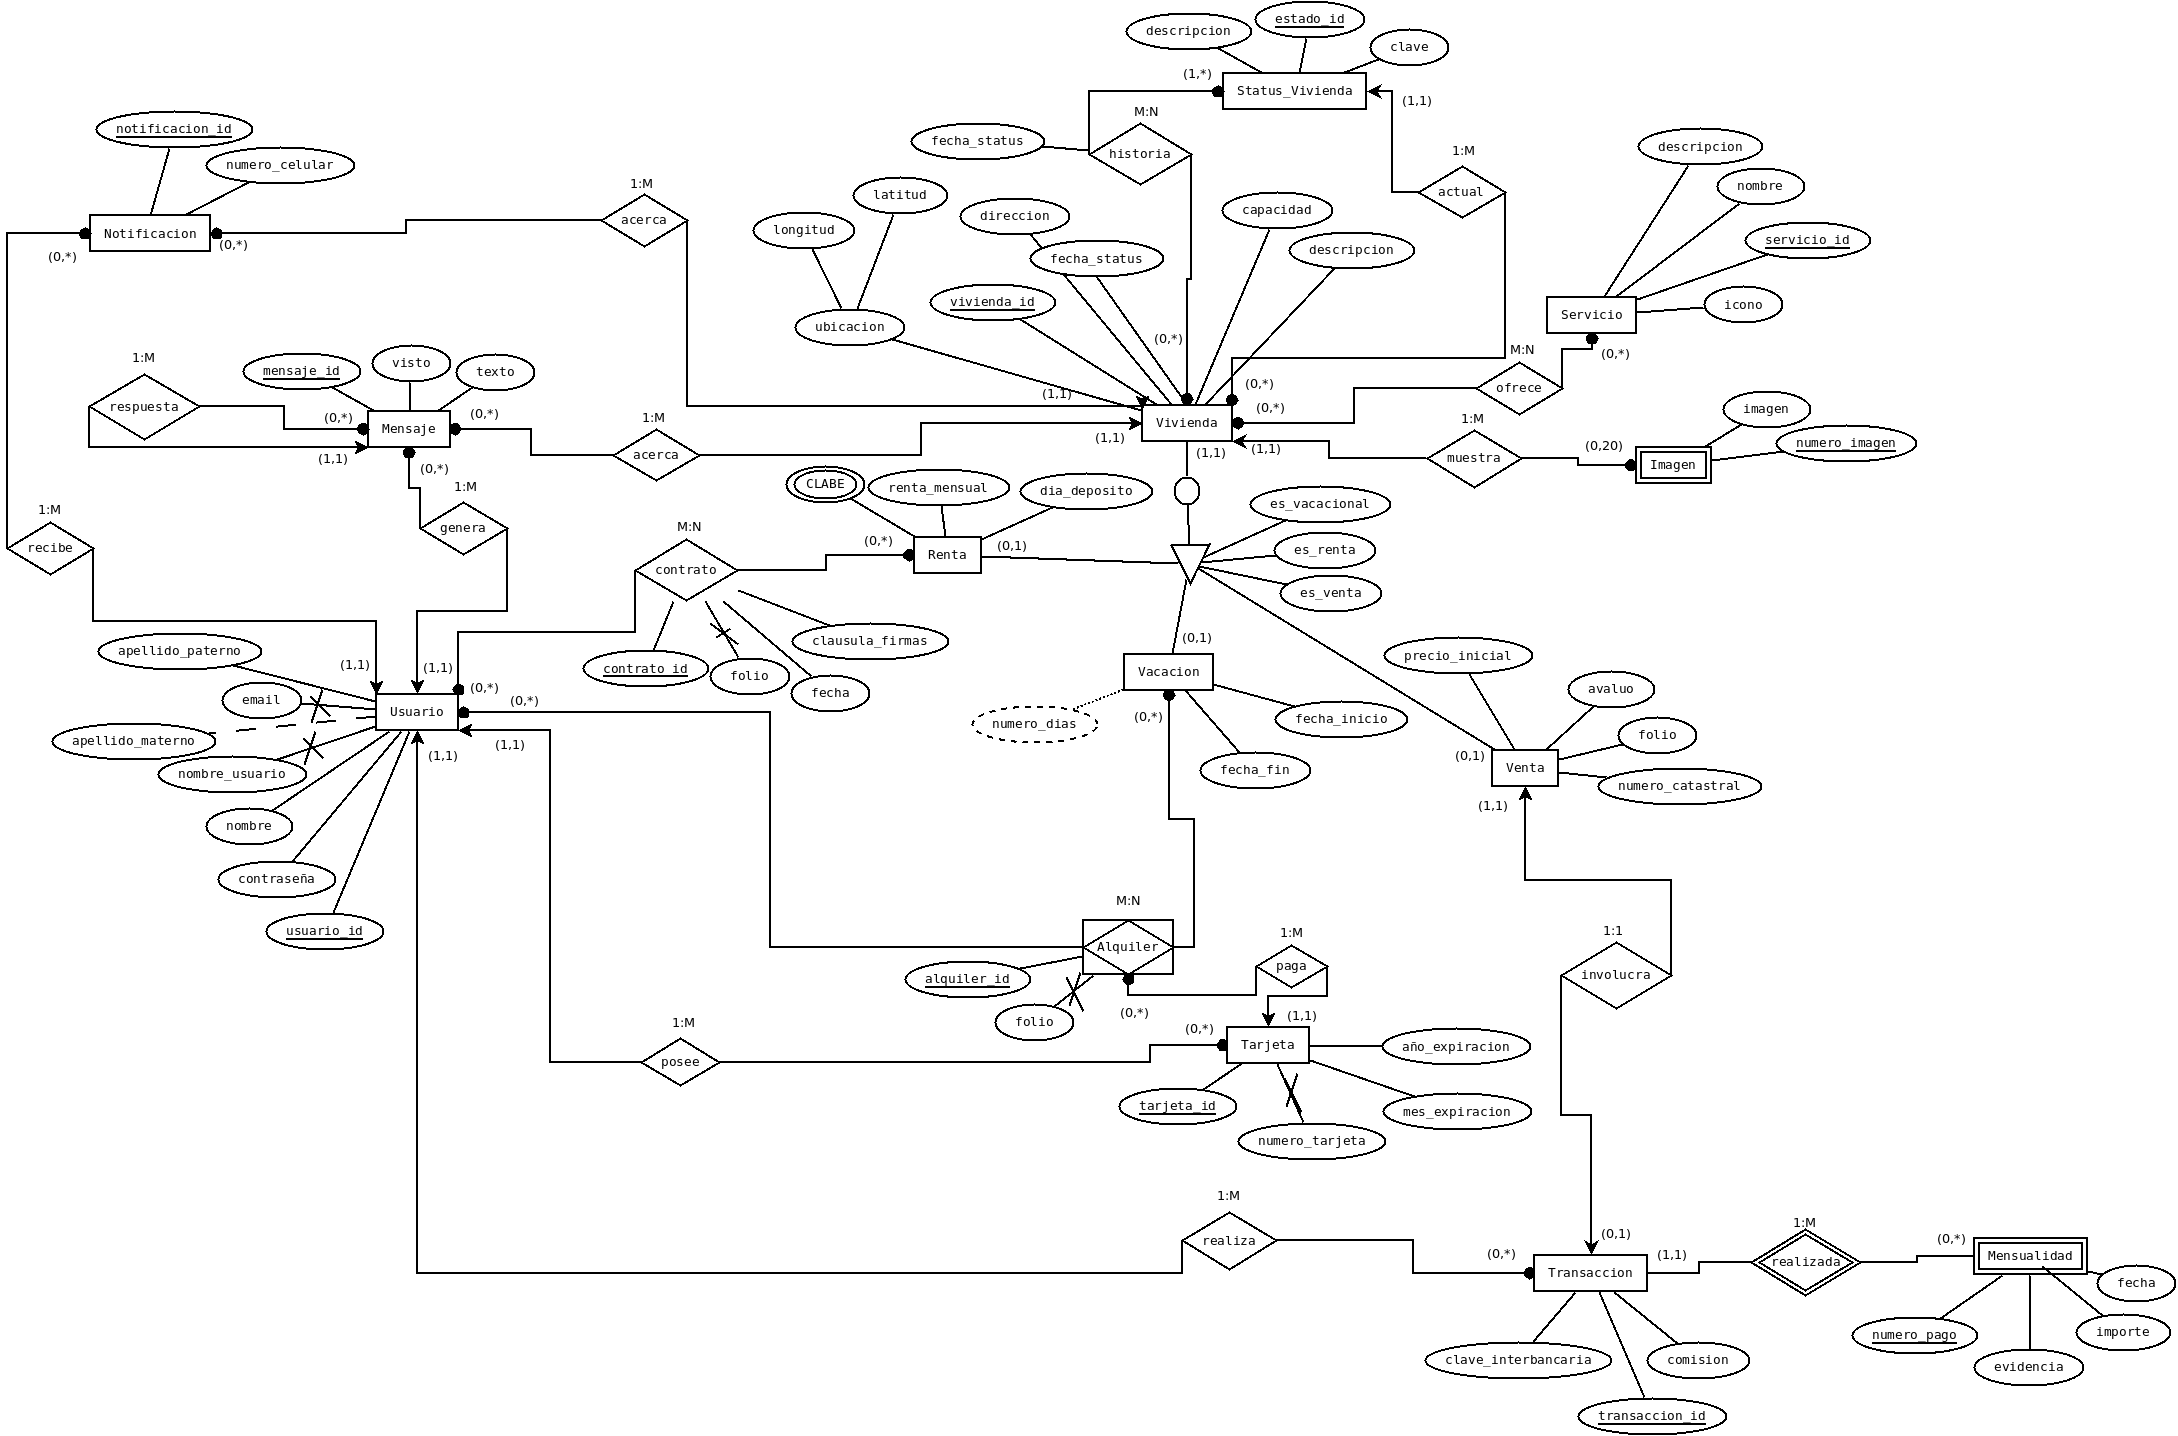 estado_id
descripcion
clave
(1,*)
Status_Vivienda
(1,1)
M:N
notificacion_id
fecha_status
historia
descripcion
1:M
numero_celular
1:M
latitud
actual
nombre
acerca
direccion
capacidad
longitud
Notificacion
(0,*)
(0,*)
servicio_id
fecha_status
descripcion
vivienda_id
icono
Servicio
ubicacion
(0,*)
M:N
(0,*)
1:M
visto
mensaje_id
texto
(0,*)
ofrece
(1,1)
respuesta
(0,*)
(0,*)
(0,*)
imagen
1:M
1:M
Mensaje
Vivienda
(1,1)
numero_imagen
(0,20)
(1,1)
(1,1)
(1,1)
acerca
muestra
Imagen
(0,*)
1:M
CLABE
renta_mensual
dia_deposito
es_vacacional
1:M
genera
M:N
(0,*)
(0,1)
recibe
Renta
es_renta
contrato
es_venta
(0,1)
clausula_firmas
apellido_paterno
precio_inicial
(1,1)
(1,1)
contrato_id
folio
Vacacion
(0,*)
fecha
avaluo
email
(0,*)
Usuario
numero_dias
(0,*)
fecha_inicio
folio
apellido_materno
(1,1)
(1,1)
(0,1)
Venta
nombre_usuario
fecha_fin
numero_catastral
(1,1)
nombre
contraseña
M:N
usuario_id
1:M
1:1
Alquiler
paga
alquiler_id
involucra
folio
(0,*)
(1,1)
1:M
(0,*)
Tarjeta
año_expiracion
posee
tarjeta_id
mes_expiracion
numero_tarjeta
1:M
1:M
realiza
(0,1)
(0,*)
(0,*)
(1,1)
Mensualidad
realizada
Transaccion
fecha
numero_pago
importe
clave_interbancaria
comision
evidencia
transaccion_id